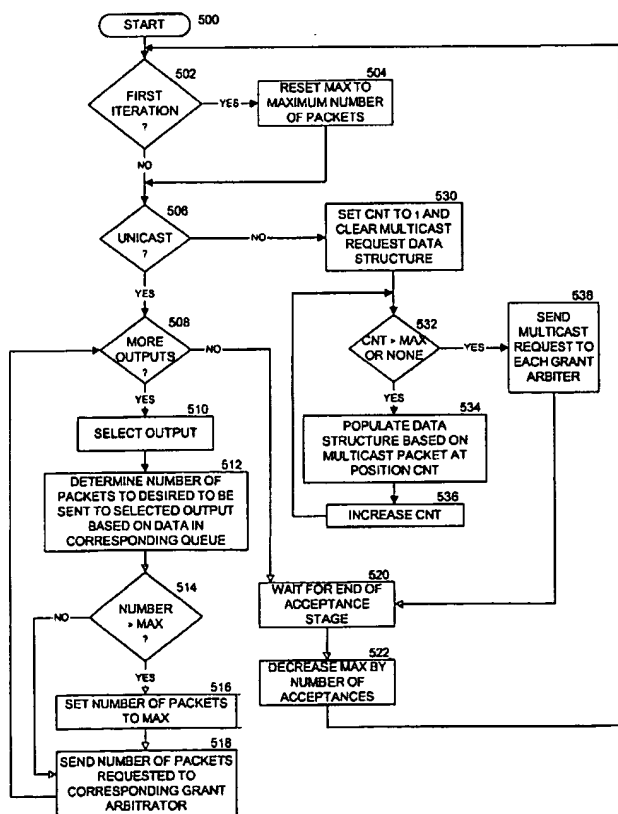 START
500
502
FIRST
ITERATION
?
YES
504
RESET MAX TO
MAXIMUM NUMBER
OF PACKETS
NO
506
UNICAST
?
NO
530
SET CNT TO 1 AND
CLEAR MULTICAST
REQUEST DATA
STRUCTURE
YES
508
MORE
OUTPUTS
?
NO
532
CNT > MAX
OR NONE
YES
538
SEND
MULTICAST
REQUEST TO
EACH GRANT
ARBITER
YES
510
SELECT OUTPUT
YES
534
POPULATE DATA
STRUCTURE BASED ON
MULTICAST PACKET AT
POSITION CNT
512
DETERMINE NUMBER OF
PACKETS TO DESIRED TO BE
SENT TO SELECTED OUTPUT
BASED ON DATA IN
CORRESPONDING QUEUE
536
INCREASE CNT
514
NUMBER
> MAX
?
NO
520
WAIT FOR END OF
ACCEPTANCE
STAGE
YES
516
SET NUMBER OF PACKETS
TO MAX
522
DECREASE MAX BY
NUMBER OF
ACCEPTANCES
518
SEND NUMBER OF PACKETS
REQUESTED TO
CORRESPONDING GRANT
ARBITRATOR